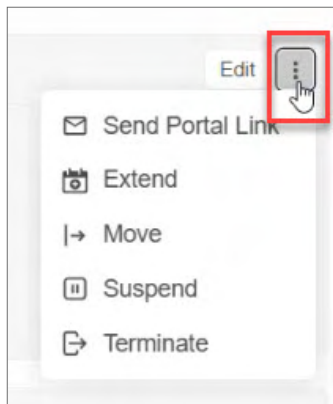 Edit
Send Portal Link
Extend
Move
Suspend
Terminate